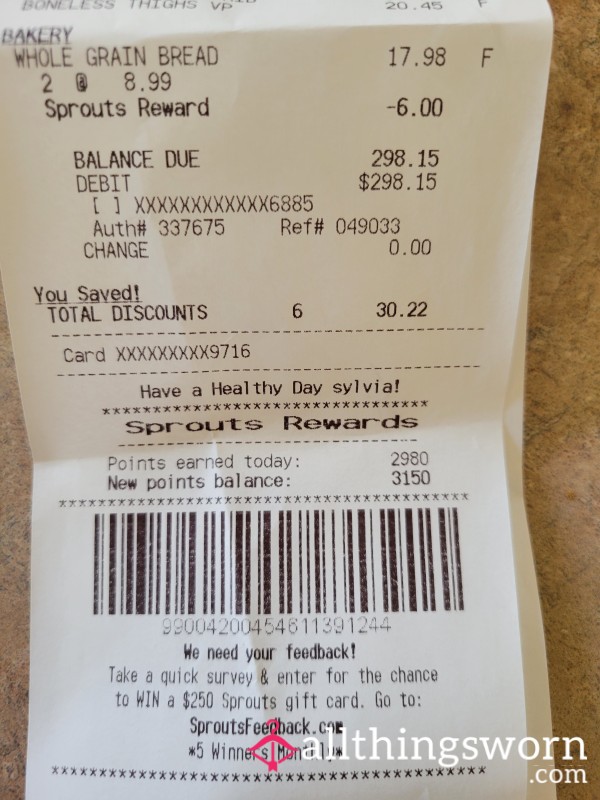 BONELESS THIGHS VP 20.45 F
BAKERY
WHOLE GRAIN BREAD 17.98 F
2 @ 8.99
Sprouts Reward -6.00
BALANCE DUE 298.15
DEBIT $298.15
[ ] XXXXXXXXXXXX6885
Auth# 337675 Ref# 049033
CHANGE 0.00
You Saved!
TOTAL DISCOUNTS 6 30.22
Card XXXXXXXXX9716
Have a Healthy Day sylvia!
Sprouts Rewards
Points earned today: 2980
New points balance: 3150
99004200454611391244
We need your feedback!
Take a quick survey & enter for the chance
to WIN a $250 Sprouts gift card. Go to:
SproutsFeedback.com
*5 Winners Monthly*
allthingsworn
.com